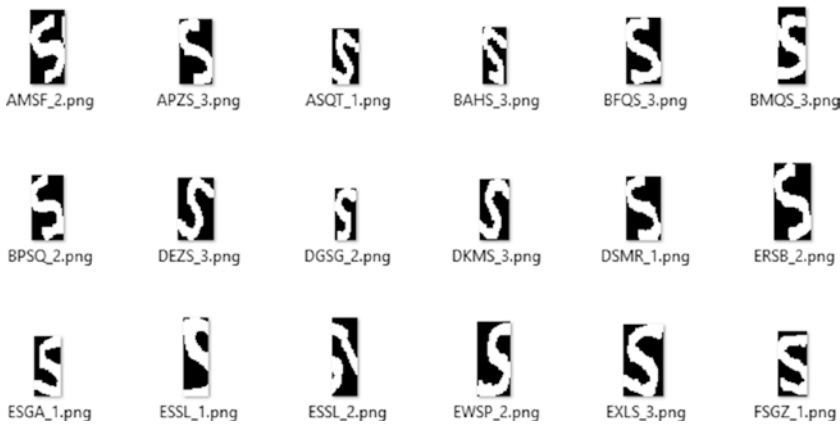 S S S S S S
AMSF_2.png APZS_3.png ASQT_1.png BAHS_3.png BFQS_3.png BMQS_3.png
S S S S S S
BPSQ_2.png DEZS_3.png DGSG_2.png DKMS_3.png DSMR_1.png ERSB_2.png
S S S S S S
ESGA_1.png ESSL_1.png ESSL_2.png EWSP_2.png EXLS_3.png FSGZ_1.png